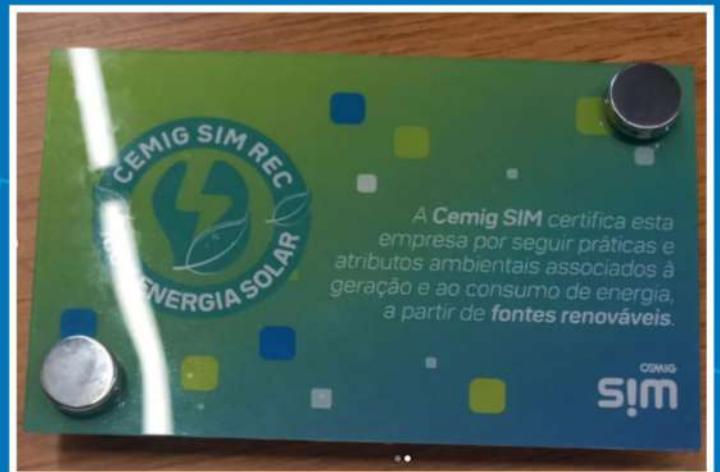 CEMIG SIM REC
ENERGIA SOLAR
A Cemig SIM certifica esta
empresa por seguir práticas e
atributos ambientais associados à
geração e ao consumo de energia,
a partir de fontes renováveis.
CEMIG
SIM